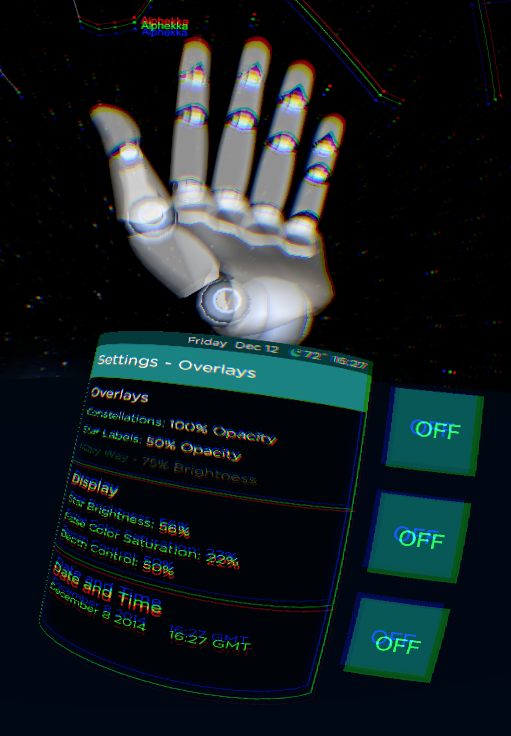 Alphekka
Friday Dec 12 72° 16:27
Settings - Overlays
Overlays
Constellations: 100% Opacity
Star Labels: 50% Opacity
Milky Way - 75% Brightness
Display
Star Brightness: 56%
False Color Saturation: 22%
Zoom Control: 50%
Date and Time
December 8 2014 16:27 GMT
OFF
OFF
OFF